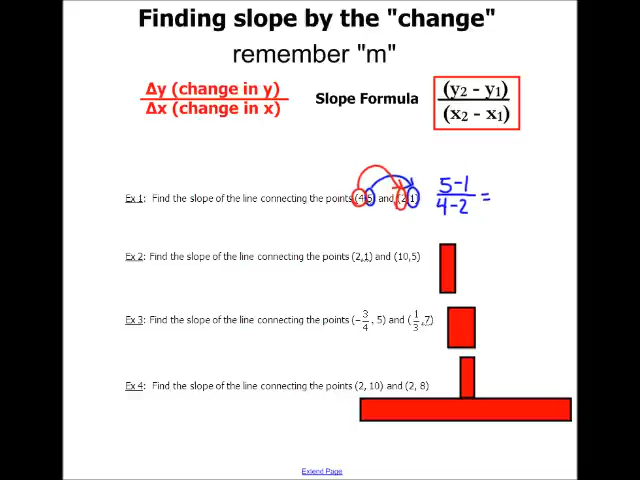 Finding slope by the "change"
remember "m"
Δy (change in y)
Δx (change in x)
Slope Formula
(y2 - y1)
(x2 - x1)
Ex 1: Find the slope of the line connecting the points (4,5) and (2,1)
5-1
4-2
=
Ex 2: Find the slope of the line connecting the points (2,1) and (10,5)
Ex 3: Find the slope of the line connecting the points (-3/4, 5) and (1/3,7)
Ex 4: Find the slope of the line connecting the points (2, 10) and (2, 8)
Extend Page